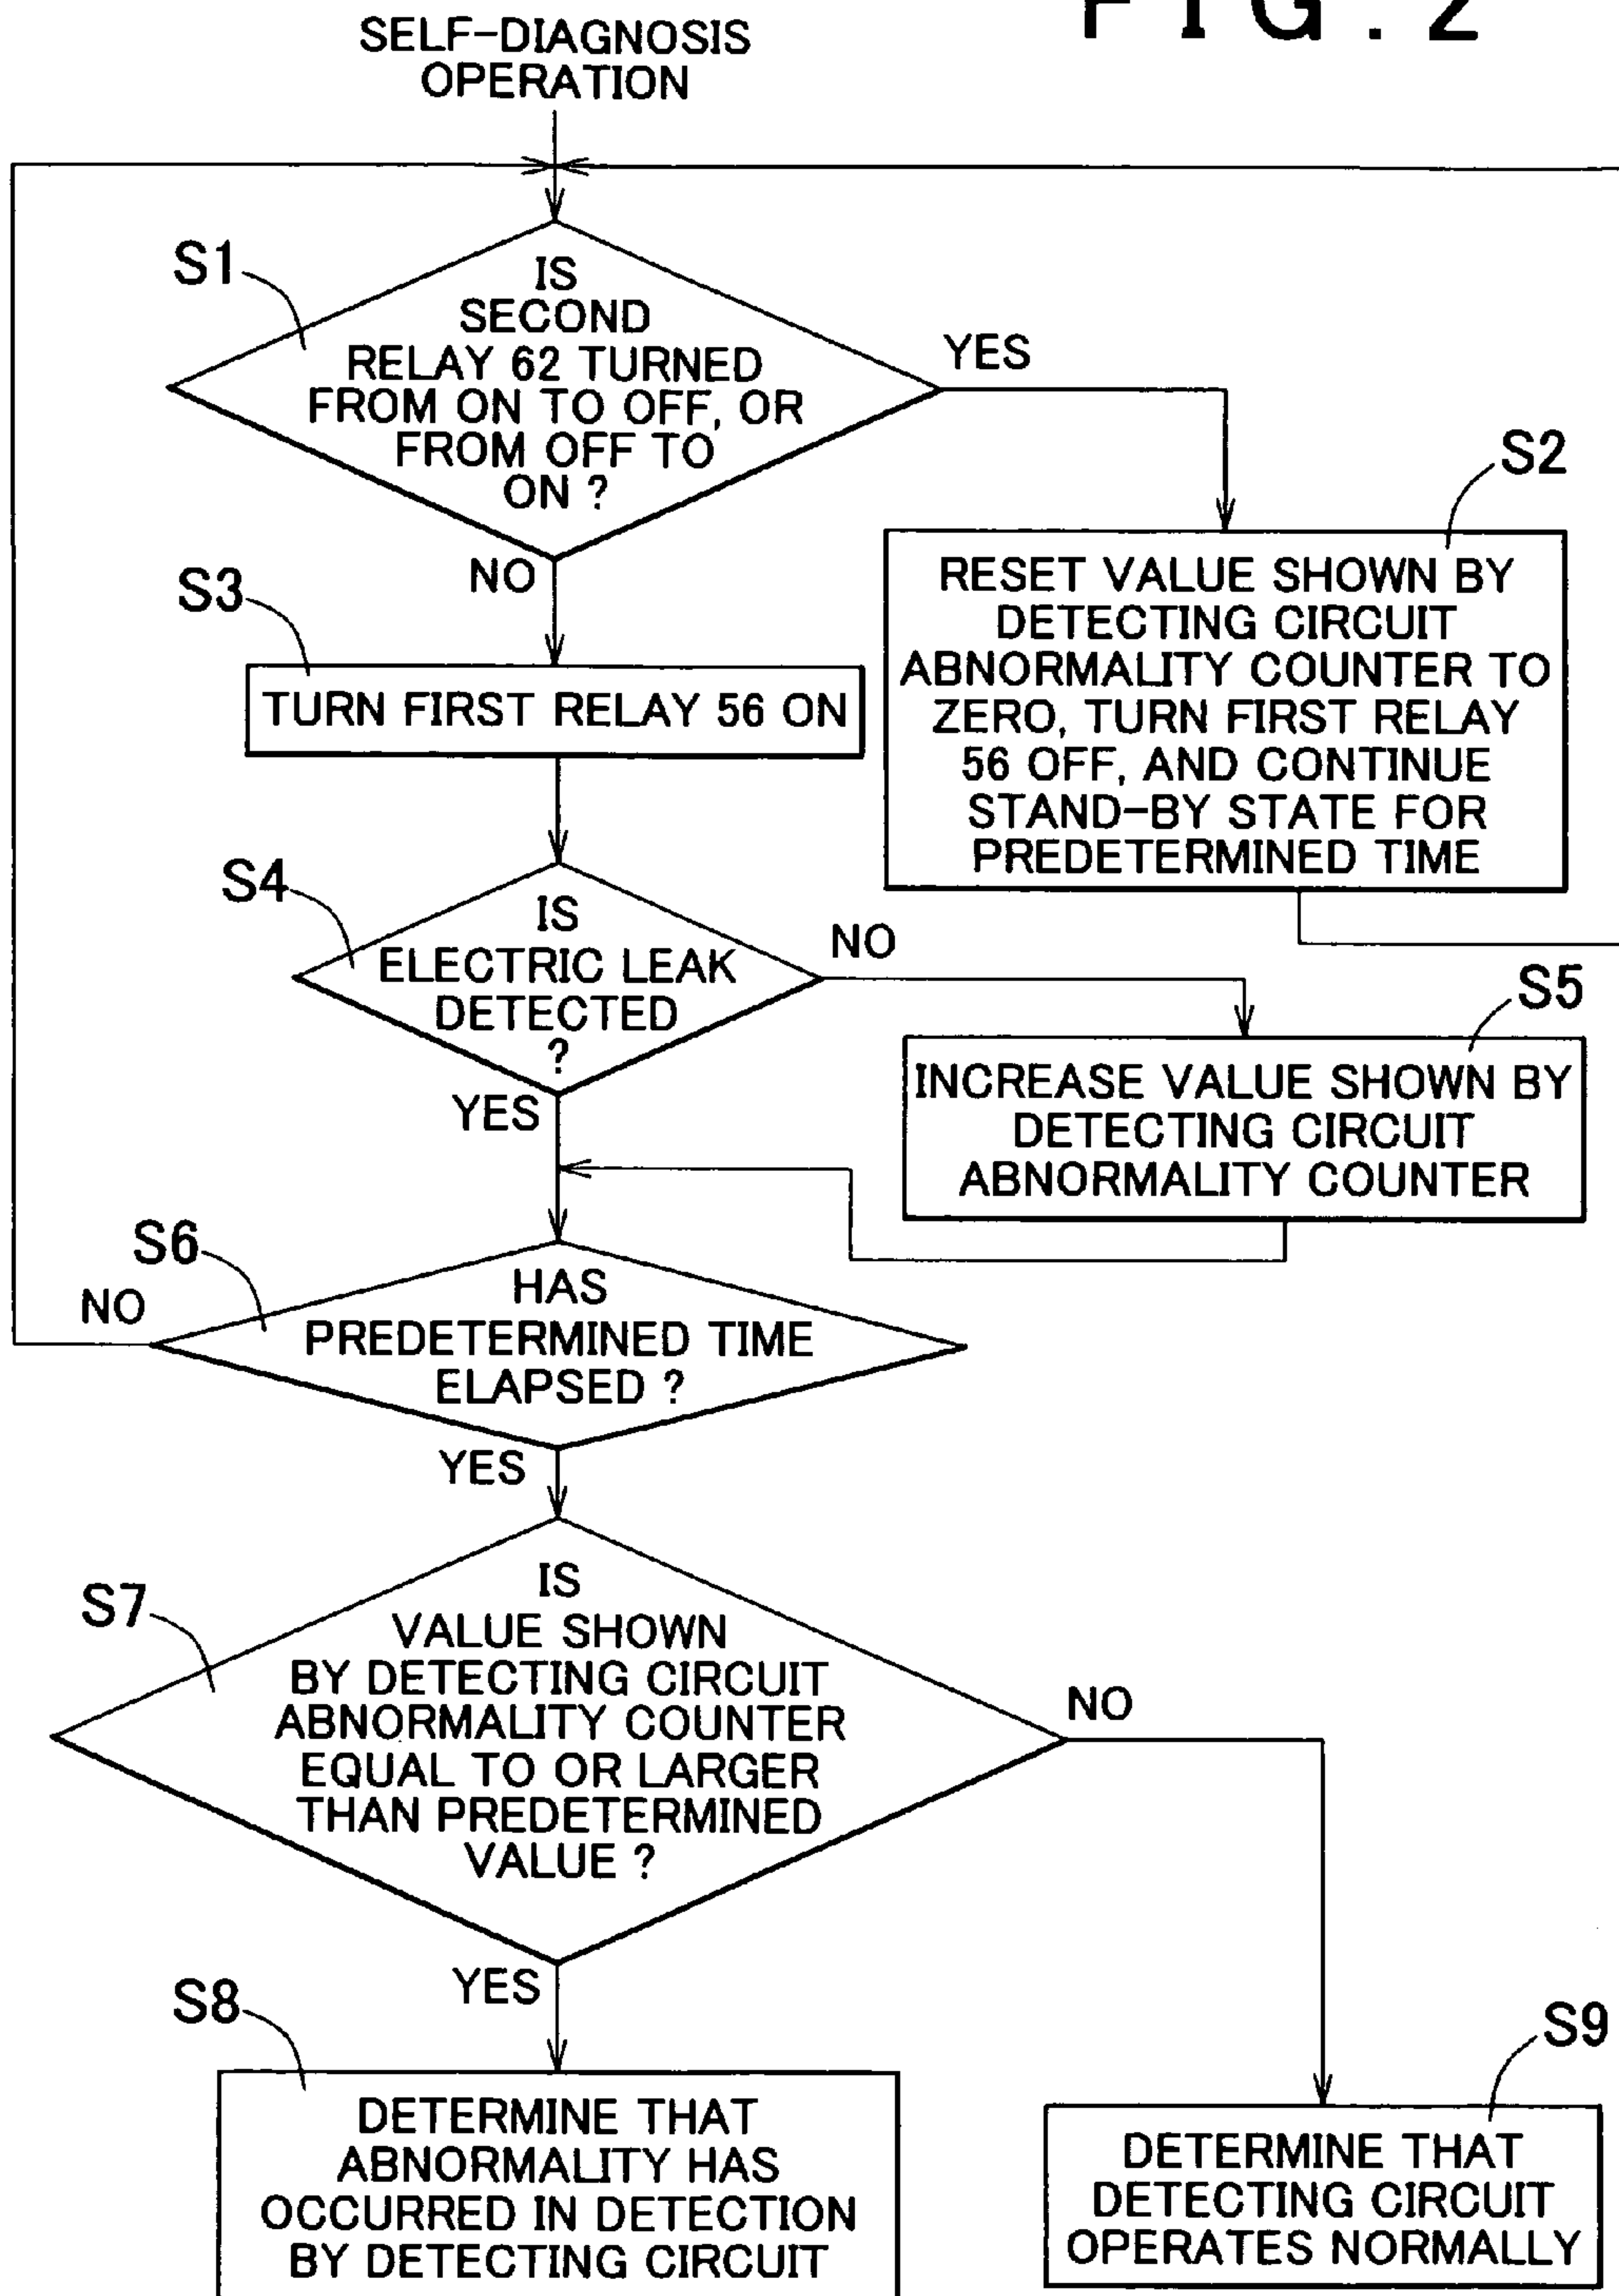 FIG.2
SELF-DIAGNOSIS
OPERATION
S1
IS
SECOND
RELAY 62 TURNED
FROM ON TO OFF, OR
FROM OFF TO
ON ?
YES
NO
S2
RESET VALUE SHOWN BY
DETECTING CIRCUIT
ABNORMALITY COUNTER TO
ZERO, TURN FIRST RELAY
56 OFF, AND CONTINUE
STAND-BY STATE FOR
PREDETERMINED TIME
S3
TURN FIRST RELAY 56 ON
S4
IS
ELECTRIC LEAK
DETECTED
?
NO
YES
S5
INCREASE VALUE SHOWN BY
DETECTING CIRCUIT
ABNORMALITY COUNTER
S6
NO
HAS
PREDETERMINED TIME
ELAPSED ?
YES
S7
IS
VALUE SHOWN
BY DETECTING CIRCUIT
ABNORMALITY COUNTER
EQUAL TO OR LARGER
THAN PREDETERMINED
VALUE ?
NO
YES
S8
DETERMINE THAT
ABNORMALITY HAS
OCCURRED IN DETECTION
BY DETECTING CIRCUIT
S9
DETERMINE THAT
DETECTING CIRCUIT
OPERATES NORMALLY